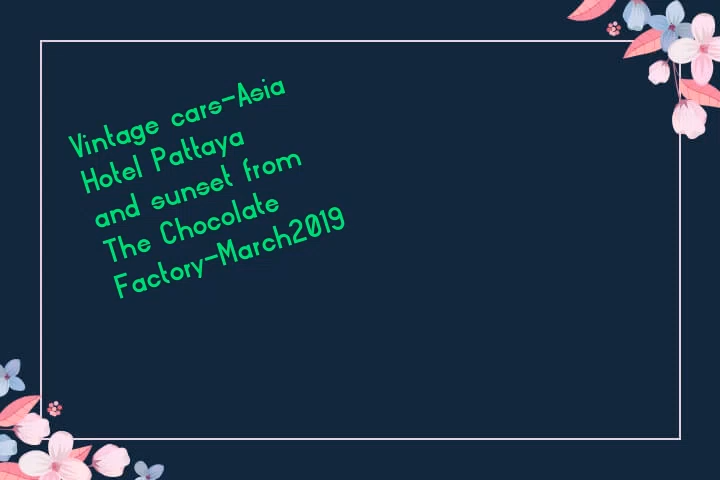 Vintage cars-Asia
Hotel Pattaya
and sunset from
The Chocolate
Factory-March2019